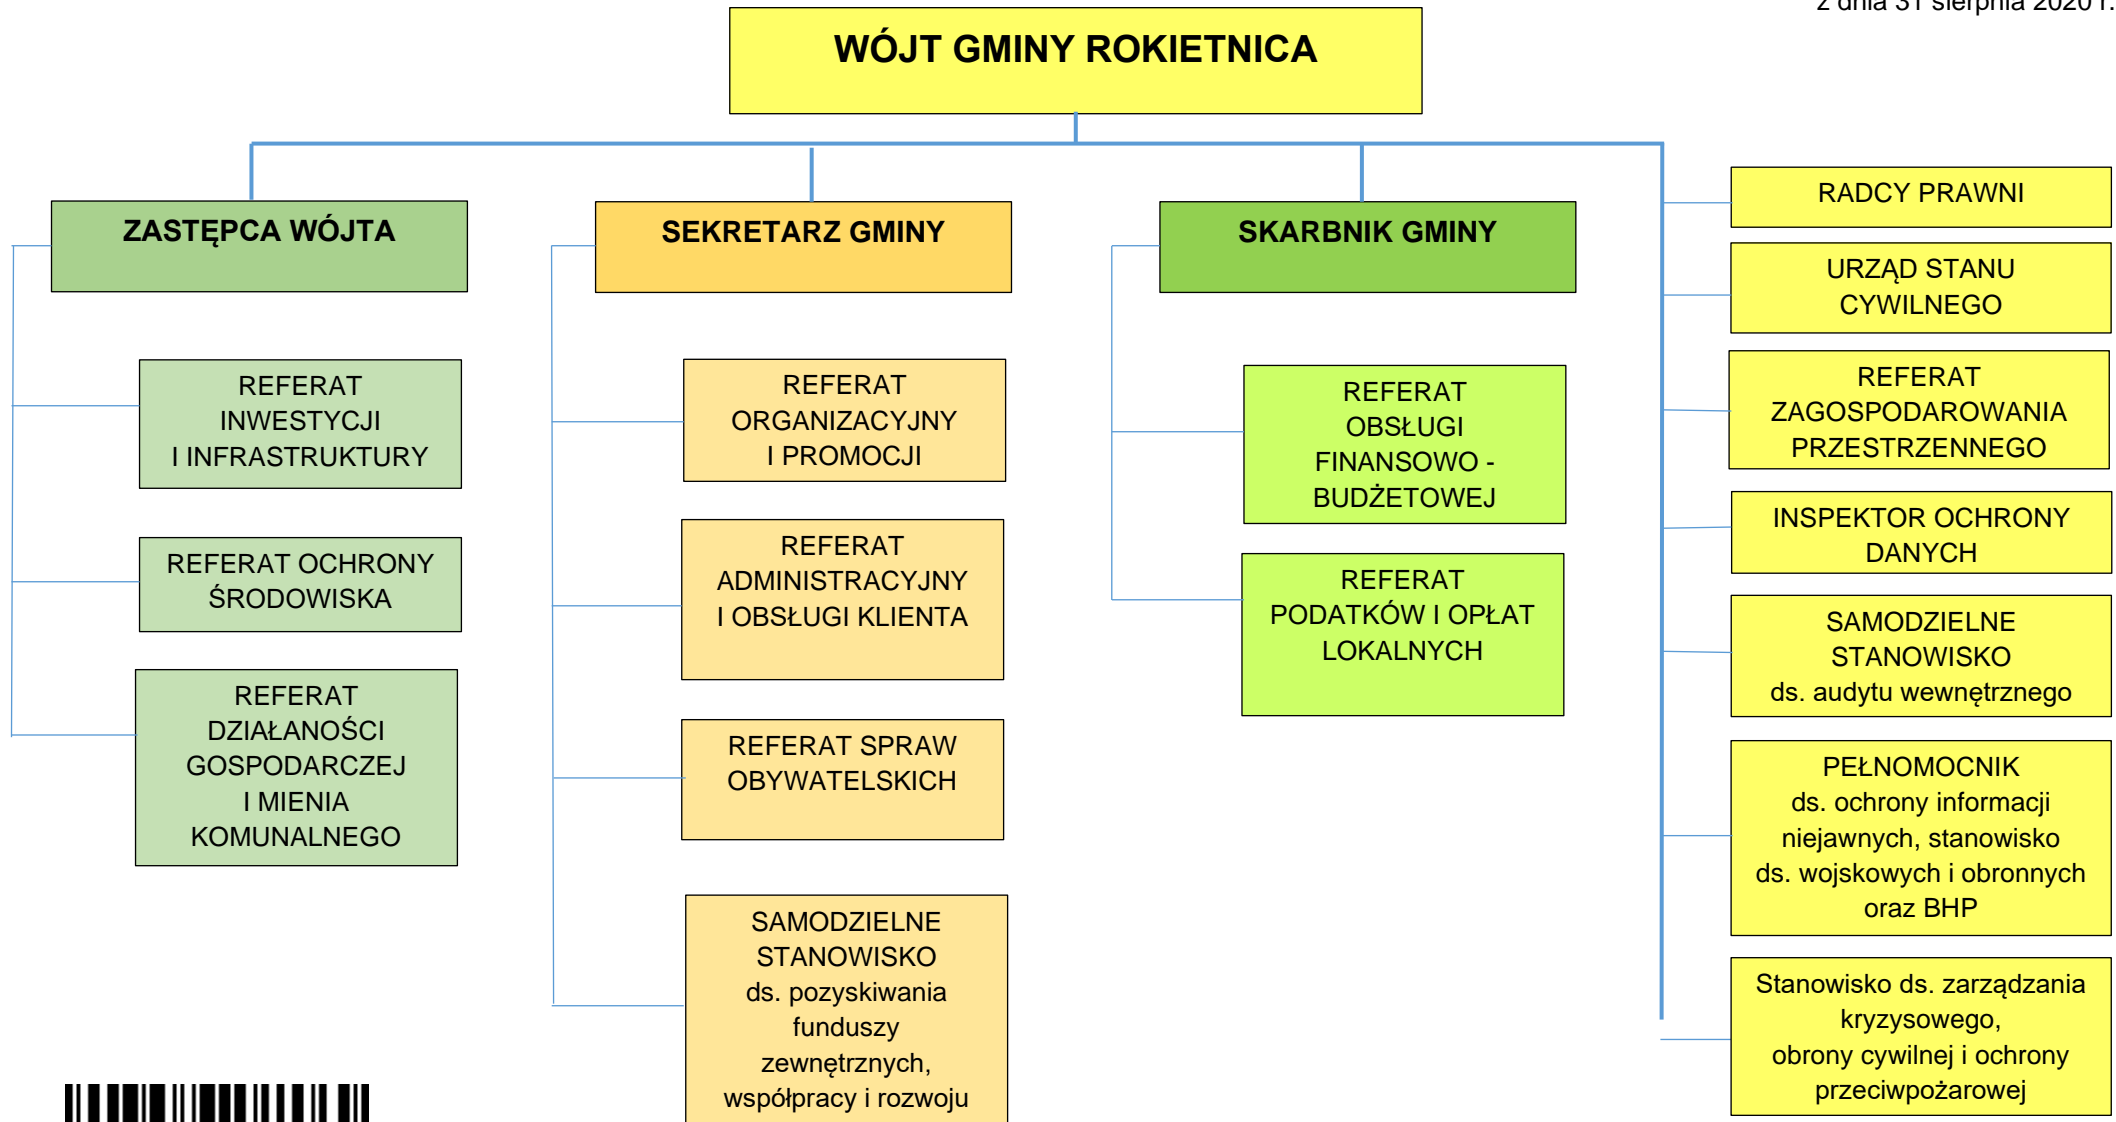 z dnia 31 sierpnia 2020 r.
WÓJT GMINY ROKIETNICA
ZASTĘPCA WÓJTA
REFERAT
INWESTYCJI
I INFRASTRUKTURY
REFERAT OCHRONY
ŚRODOWISKA
REFERAT
DZIAŁANOŚCI
GOSPODARCZEJ
I MIENIA
KOMUNALNEGO
SEKRETARZ GMINY
REFERAT
ORGANIZACYJNY
I PROMOCJI
REFERAT
ADMINISTRACYJNY
I OBSŁUGI KLIENTA
REFERAT SPRAW
OBYWATELSKICH
SAMODZIELNE
STANOWISKO
ds. pozyskiwania
funduszy
zewnętrznych,
współpracy i rozwoju
SKARBNIK GMINY
REFERAT
OBSŁUGI
FINANSOWO -
BUDŻETOWEJ
REFERAT
PODATKÓW I OPŁAT
LOKALNYCH
RADCY PRAWNI
URZĄD STANU
CYWILNEGO
REFERAT
ZAGOSPODAROWANIA
PRZESTRZENNEGO
INSPEKTOR OCHRONY
DANYCH
SAMODZIELNE
STANOWISKO
ds. audytu wewnętrznego
PEŁNOMOCNIK
ds. ochrony informacji
niejawnych, stanowisko
ds. wojskowych i obronnych
oraz BHP
Stanowisko ds. zarządzania
kryzysowego,
obrony cywilnej i ochrony
przeciwpożarowej